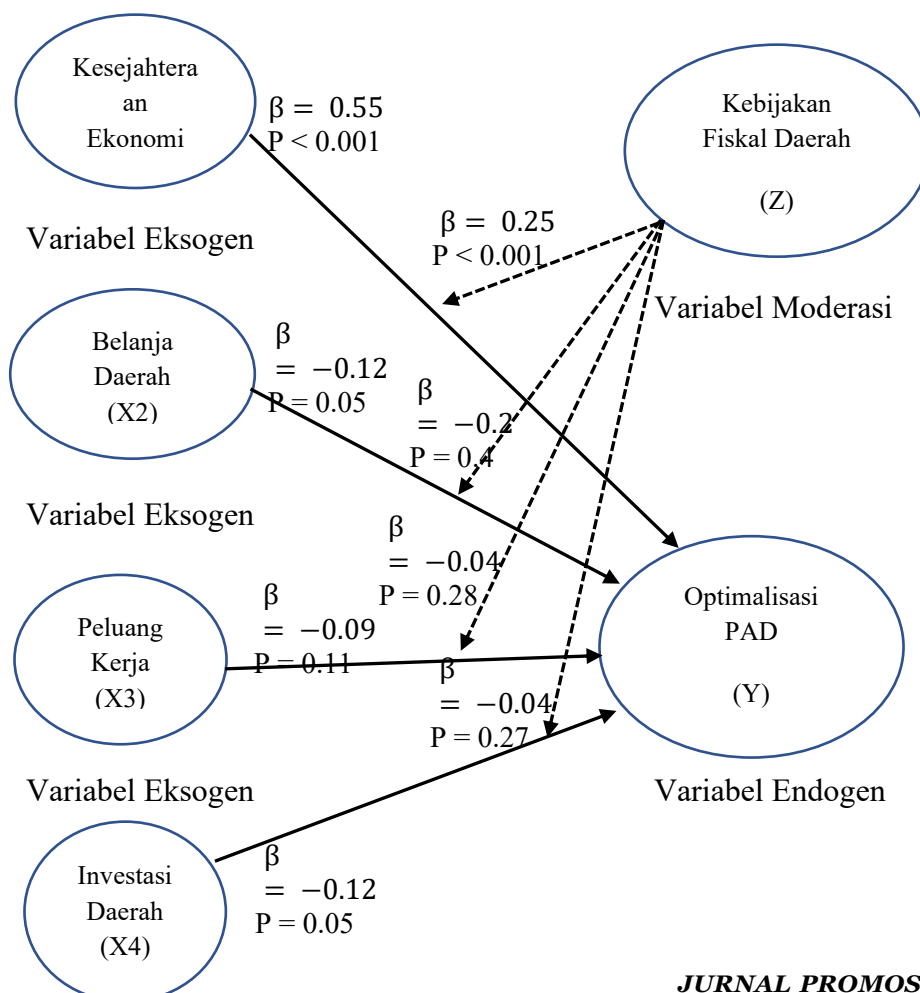 Kesejahtera
an
Ekonomi
β = 0.55
P < 0.001
Kebijakan
Fiskal Daerah
(Z)
Variabel Eksogen
β = 0.25
P < 0.001
Variabel Moderasi
Belanja
Daerah
(X2)
β
= −0.12
P = 0.05
β
= −0.2
P = 0.4
Variabel Eksogen
β
= −0.04
P = 0.28
Peluang
Kerja
(X3)
β
= −0.09
P = 0.11
Optimalisasi
PAD
(Y)
β
= −0.04
P = 0.27
Variabel Eksogen
Variabel Endogen
Investasi
Daerah
(X4)
β
= −0.12
P = 0.05
JURNAL PROMOS